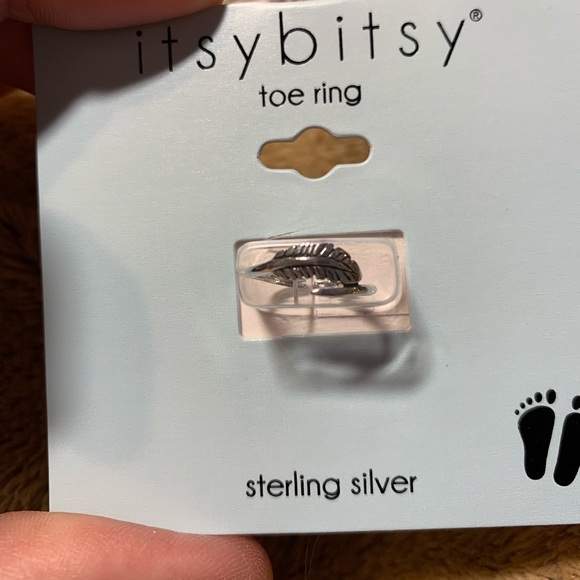 itsybitsy®
toe ring
sterling silver